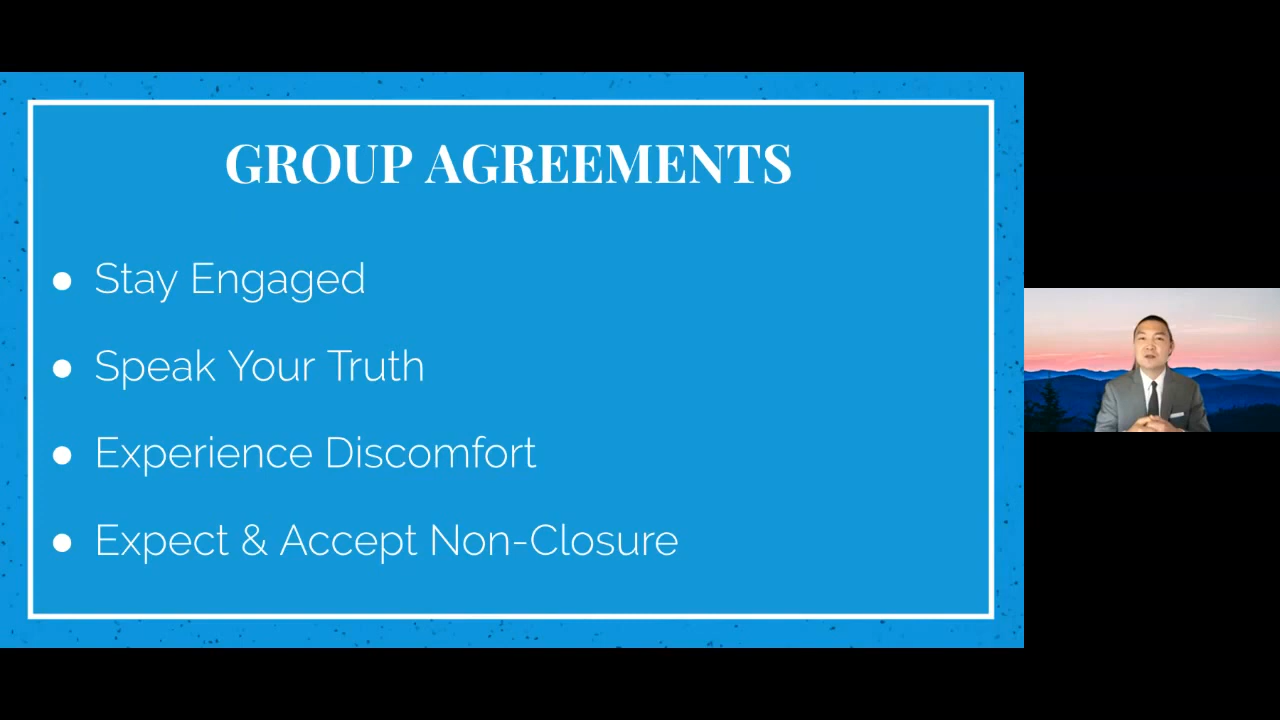 GROUP AGREEMENTS
● Stay Engaged
● Speak Your Truth
● Experience Discomfort
● Expect & Accept Non-Closure